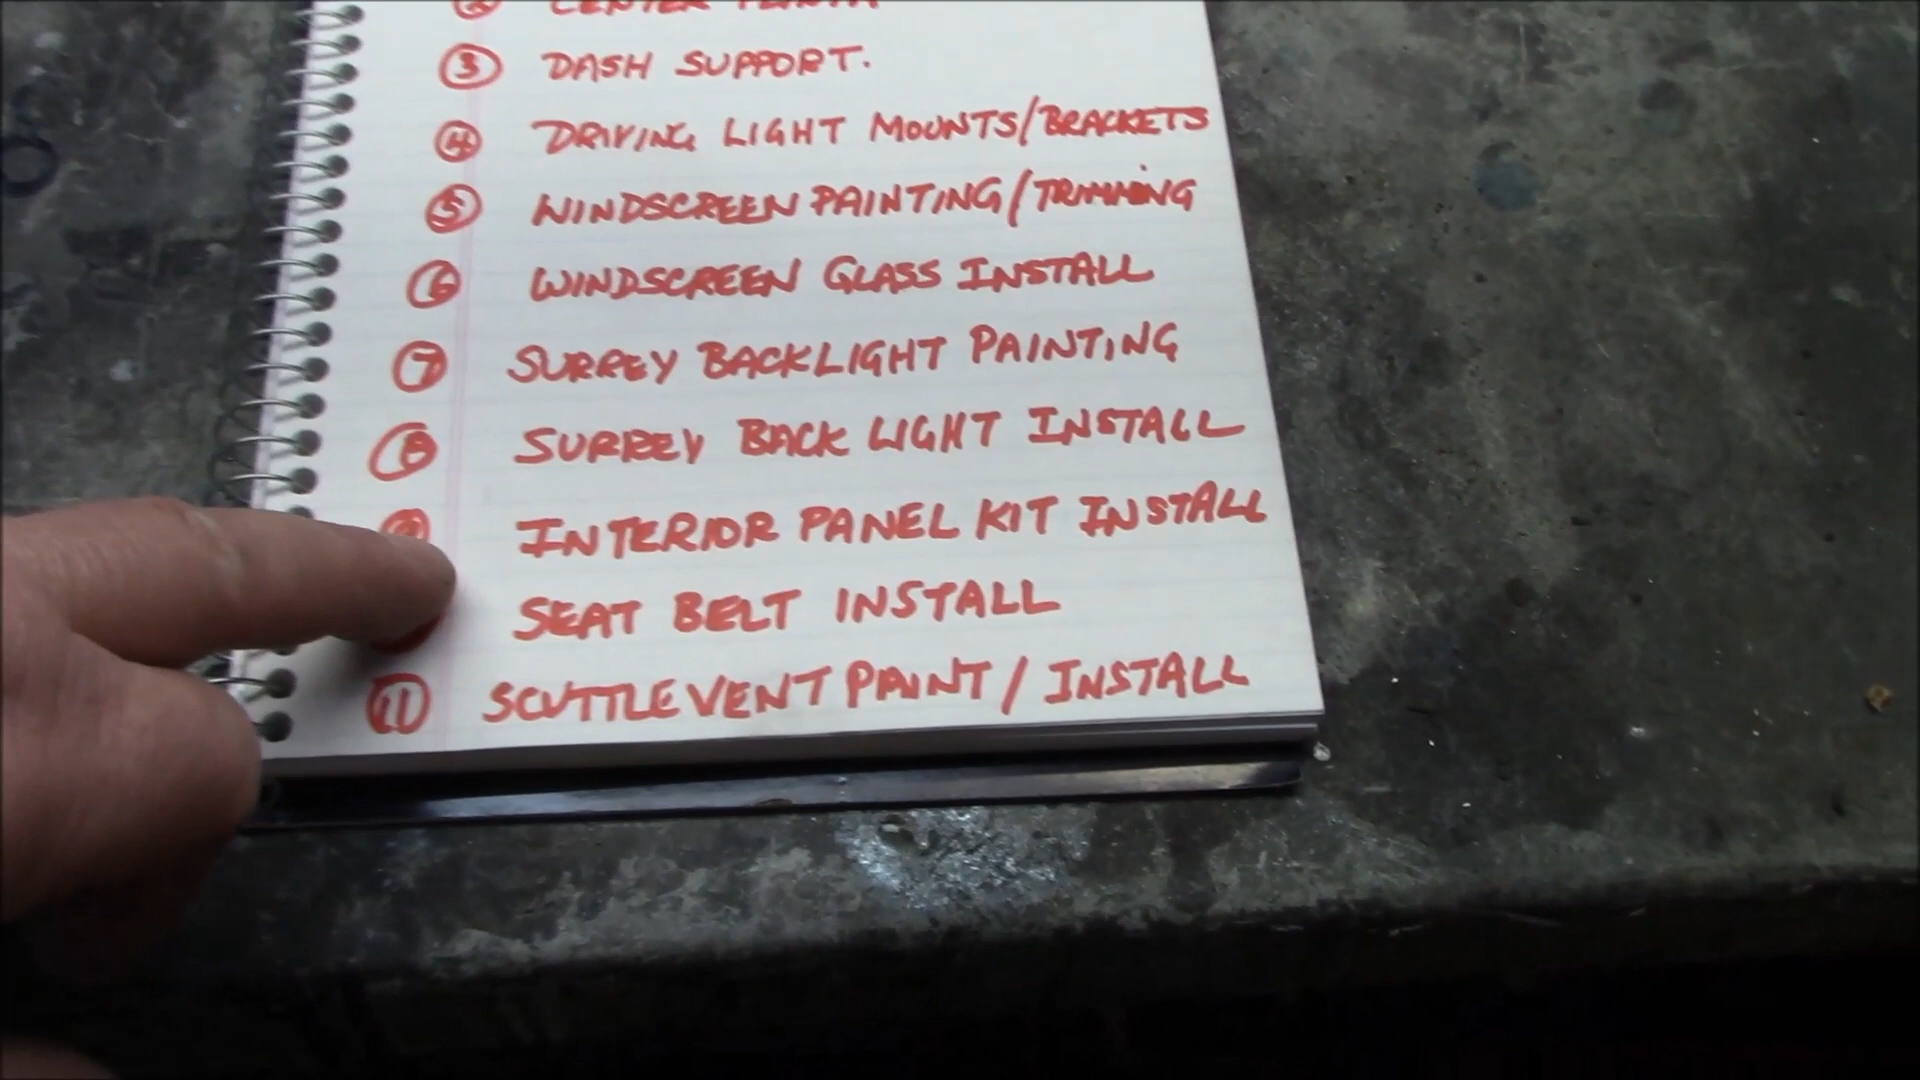 CENTER
③ DASH SUPPORT.
④ DRIVING LIGHT MOUNTS/BRACKETS
⑤ WINDSCREEN PAINTING/TRIMMING
⑥ WINDSCREEN GLASS INSTALL
⑦ SURREY BACKLIGHT PAINTING
⑧ SURREY BACK LIGHT INSTALL
INTERIOR PANEL KIT INSTALL
SEAT BELT INSTALL
⑪ SCUTTLE VENT PAINT/INSTALL